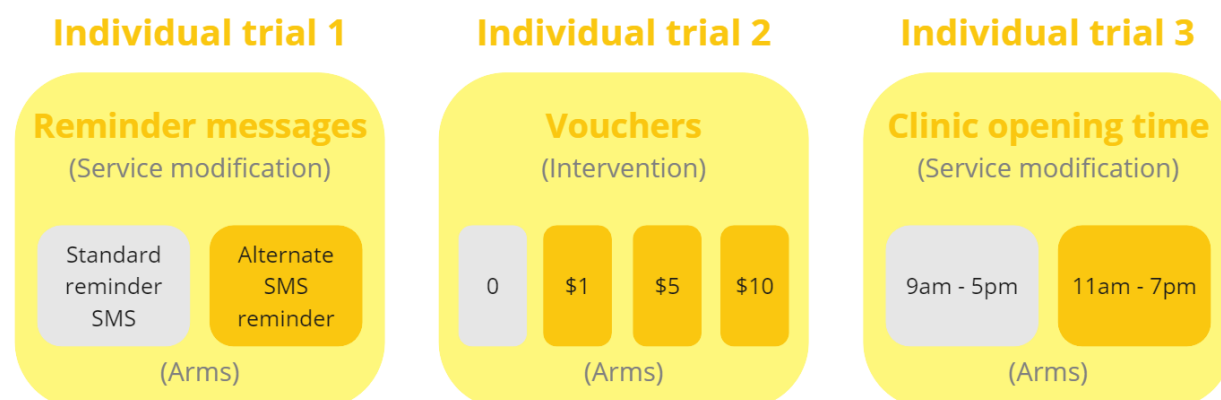 Individual trial 1
Reminder messages
(Service modification)
Standard
reminder
SMS
Alternate
SMS
reminder
(Arms)
Individual trial 2
Vouchers
(Intervention)
0
$1
$5
$10
(Arms)
Individual trial 3
Clinic opening time
(Service modification)
9am - 5pm
11am - 7pm
(Arms)